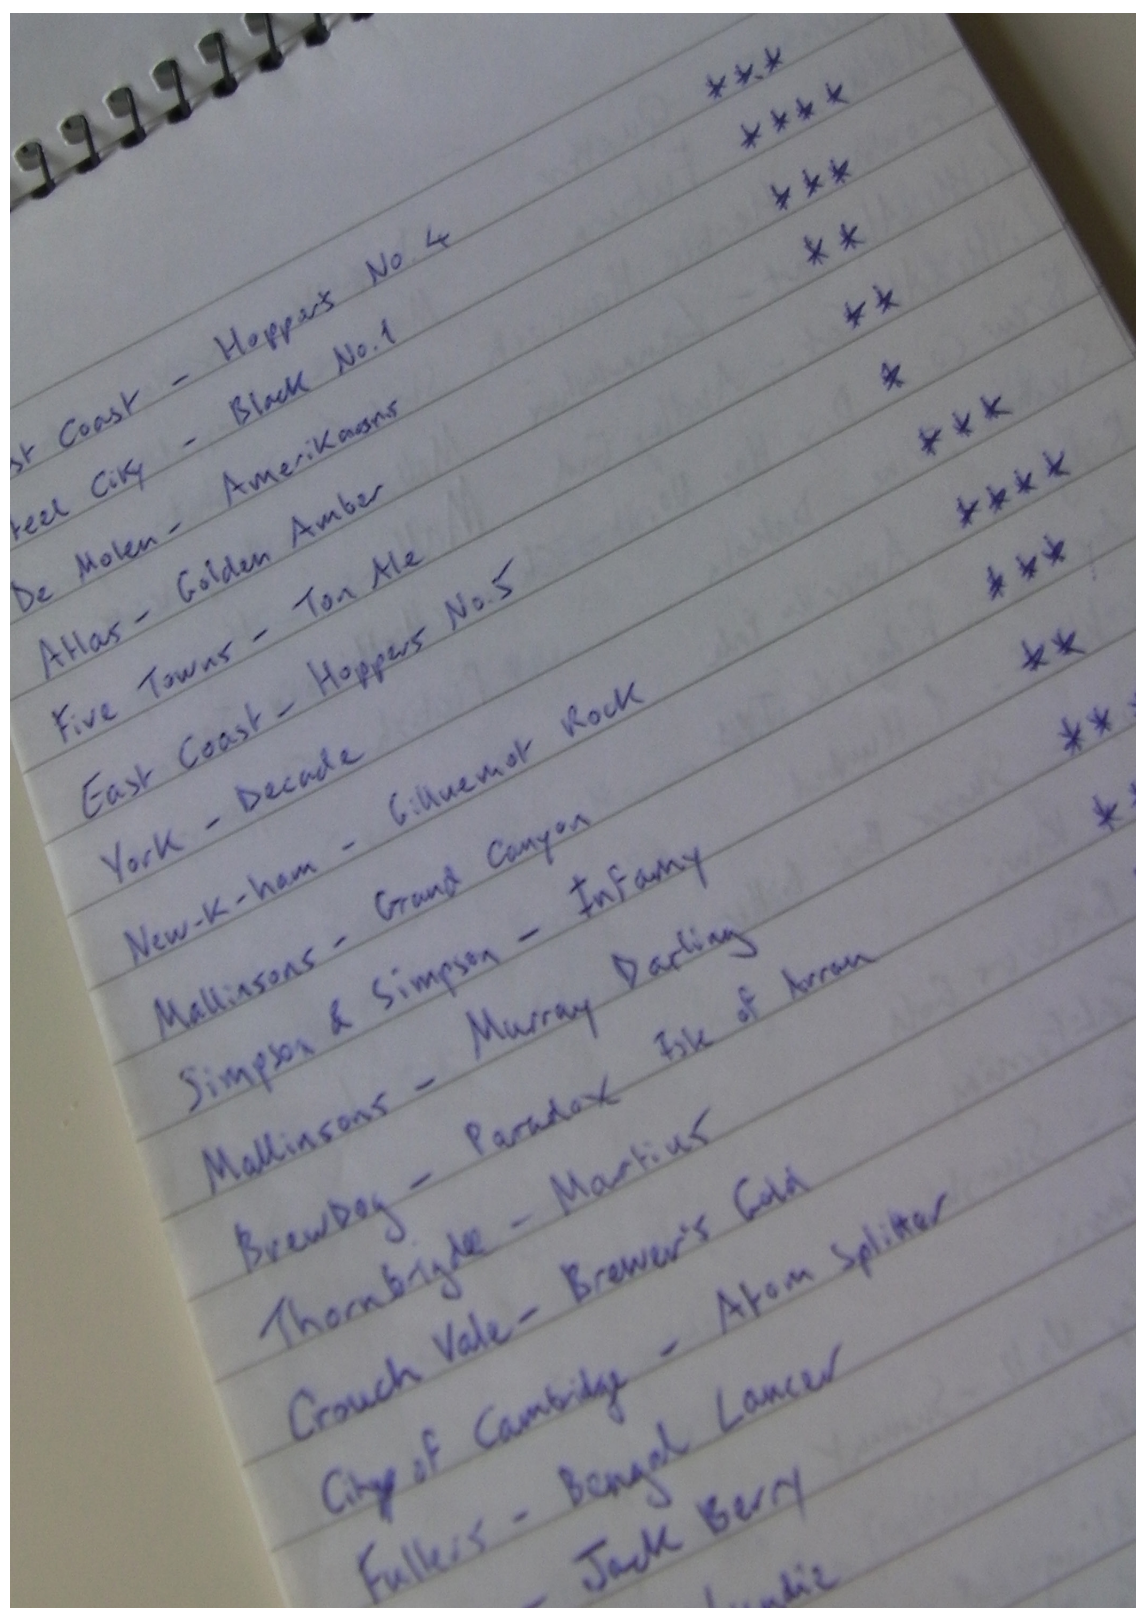 st Coast - Hoppers No. 4 ***
teel City - Black No.1 ****
De Molen - Amerikaans ***
Atlas - Golden Amber **
Five Towns - Ton Ale **
East Coast - Hoppers No.5 *
York - Decade ***
New-K-ham - Gilluemot Rock ****
Mallinsons - Grand Canyon ***
Simpson & Simpson - Infamy **
Mallinsons - Murray Darling **
BrewDog - Paradox Isle of Arran **
Thornbrigdee - Martius
Crouch Vale - Brewer's Gold
City of Cambridge - Atom Splitter
Fullers - Bengal Lancer
- Jack Berry